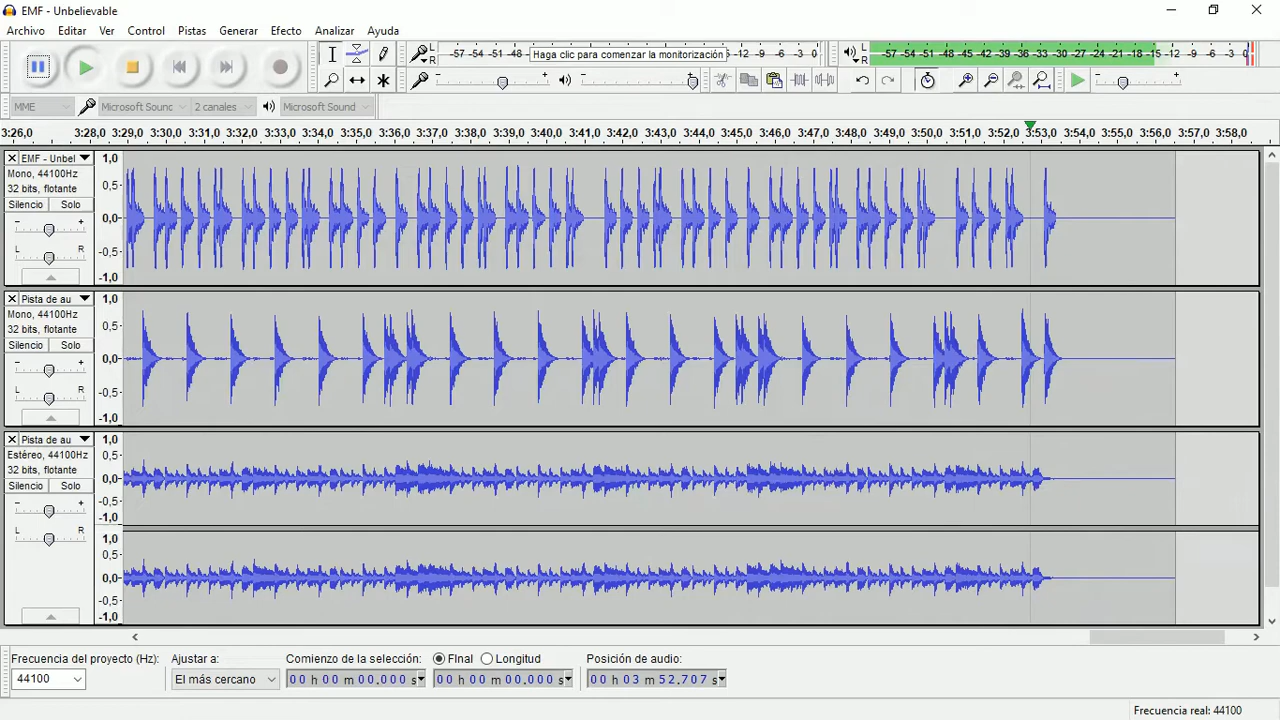 EMF - Unbelievable
Archivo Editar Ver Control Pistas Generar Efecto Analizar Ayuda
L R -57 -54 -51 -48 Haga clic para comenzar la monitorización -12 -9 -6 -3 0 L R -57 -54 -51 -48 -45 -42 -39 -36 -33 -30 -27 -24 -21 -18 -15 -12 -9 -6 -3 0
- + - + - +
MME Microsoft Sounc 2 canales Microsoft Sound
3:26,0 3:28,0 3:29,0 3:30,0 3:31,0 3:32,0 3:33,0 3:34,0 3:35,0 3:36,0 3:37,0 3:38,0 3:39,0 3:40,0 3:41,0 3:42,0 3:43,0 3:44,0 3:45,0 3:46,0 3:47,0 3:48,0 3:49,0 3:50,0 3:51,0 3:52,0 3:53,0 3:54,0 3:55,0 3:56,0 3:57,0 3:58,0
EMF - Unbel 1,0
Mono, 44100Hz
32 bits, flotante 0,5
Silencio Solo
- + 0,0
L R -0,5
-1,0
Pista de au 1,0
Mono, 44100Hz
32 bits, flotante 0,5
Silencio Solo
- + 0,0
L R -0,5
-1,0
Pista de au 1,0
Estéreo, 44100Hz 0,5
32 bits, flotante 0,0
Silencio Solo
- + -0,5
-1,0
L R 1,0
0,5
0,0
-0,5
-1,0
Frecuencia del proyecto (Hz): Ajustar a: Comienzo de la selección: FInal Longitud Posición de audio:
44100 El más cercano 00 h 00 m 00.000 s 00 h 00 m 00.000 s 00 h 03 m 52.707 s
Frecuencia real: 44100